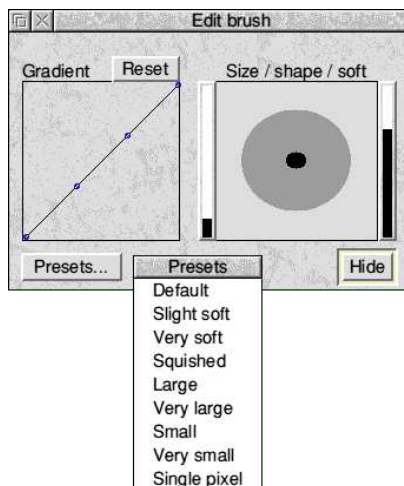 Edit brush
Gradient
Reset
Size / shape / soft
Presets...
Presets
Hide
Default
Slight soft
Very soft
Squished
Large
Very large
Small
Very small
Single pixel